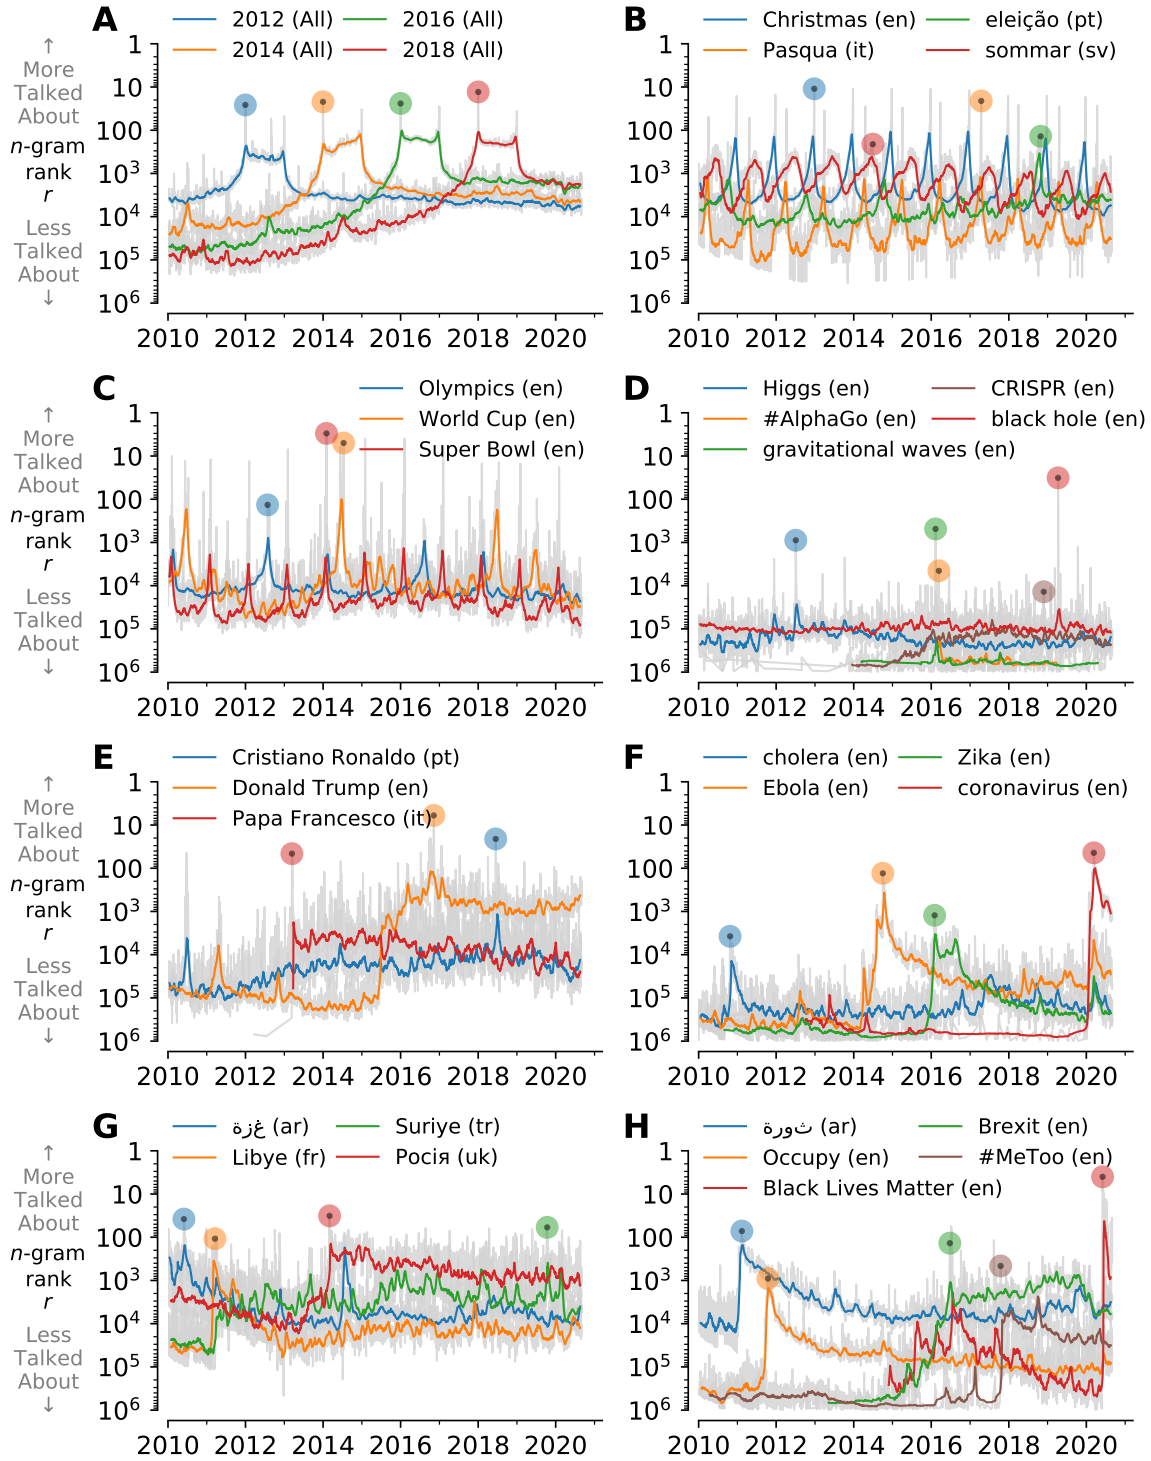 A
2012 (All)
2016 (All)
2014 (All)
2018 (All)
↑
More
Talked
About
n-gram
rank
r
Less
Talked
About
↓
1
10
100
10³
10⁴
10⁵
10⁶
2010 2012 2014 2016 2018 2020
B
Christmas (en)
eleição (pt)
Pasqua (it)
sommar (sv)
1
10
100
10³
10⁴
10⁵
10⁶
2010 2012 2014 2016 2018 2020
C
Olympics (en)
World Cup (en)
Super Bowl (en)
↑
More
Talked
About
n-gram
rank
r
Less
Talked
About
↓
1
10
100
10³
10⁴
10⁵
10⁶
2010 2012 2014 2016 2018 2020
D
Higgs (en)
CRISPR (en)
#AlphaGo (en)
black hole (en)
gravitational waves (en)
1
10
100
10³
10⁴
10⁵
10⁶
2010 2012 2014 2016 2018 2020
E
Cristiano Ronaldo (pt)
Donald Trump (en)
Papa Francesco (it)
↑
More
Talked
About
n-gram
rank
r
Less
Talked
About
↓
1
10
100
10³
10⁴
10⁵
10⁶
2010 2012 2014 2016 2018 2020
F
cholera (en)
Zika (en)
Ebola (en)
coronavirus (en)
1
10
100
10³
10⁴
10⁵
10⁶
2010 2012 2014 2016 2018 2020
G
غزة (ar)
Suriye (tr)
Libye (fr)
Росія (uk)
↑
More
Talked
About
n-gram
rank
r
Less
Talked
About
↓
1
10
100
10³
10⁴
10⁵
10⁶
2010 2012 2014 2016 2018 2020
H
ثورة (ar)
Brexit (en)
Occupy (en)
#MeToo (en)
Black Lives Matter (en)
1
10
100
10³
10⁴
10⁵
10⁶
2010 2012 2014 2016 2018 2020